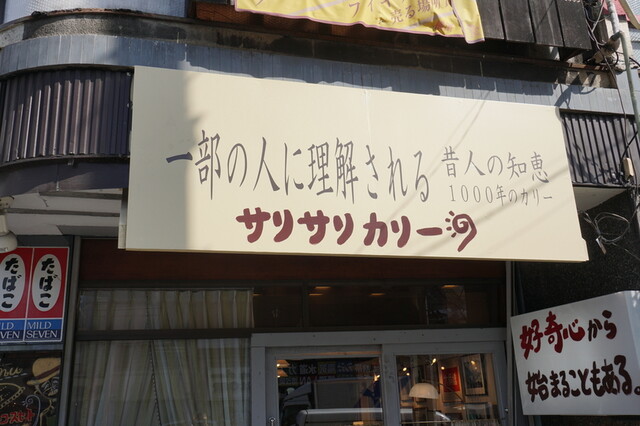 一部の人に理解される
昔人の知恵
1000年のカリー
サリサリカリー
たばこ
たばこ
MILD
SEVEN
MILD
SEVEN
好奇心から
始まることもある。